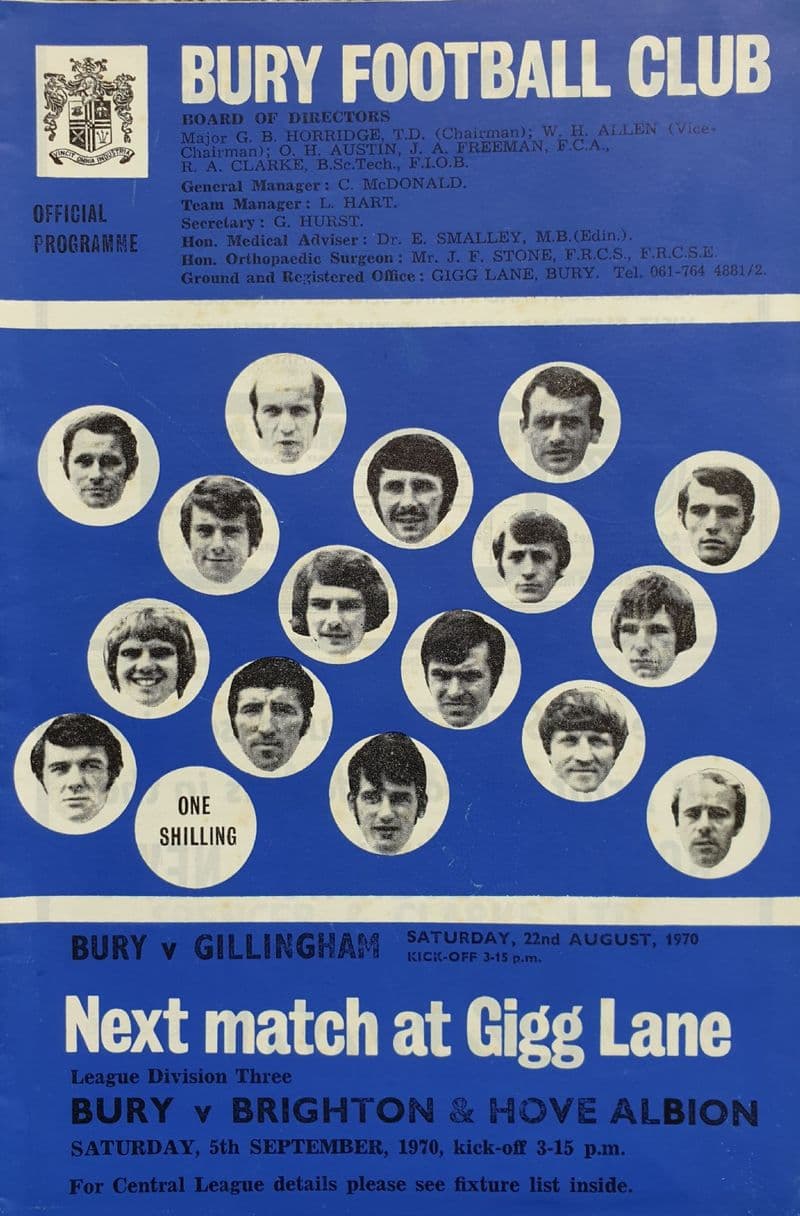 BURY FOOTBALL CLUB
BOARD OF DIRECTORS
Major G. B. HORRIDGE, T.D. (Chairman); W. H. ALLEN (Vice-
Chairman); O. H. AUSTIN, J. A. FREEMAN, F.C.A.,
R. A. CLARKE, B.Sc.Tech., F.I.O.B.
General Manager: C. McDONALD.
Team Manager: L. HART.
Secretary: G. HURST.
Hon. Medical Adviser: Dr. E. SMALLEY, M.B.(Edin.).
Hon. Orthopaedic Surgeon: Mr. J. F. STONE, F.R.C.S., F.R.C.S.E.
Ground and Registered Office: GIGG LANE, BURY. Tel. 061-764 4881/2.
VINCIT OMNIA INDUSTRIA
OFFICIAL
PROGRAMME
ONE
SHILLING
BURY v GILLINGHAM
SATURDAY, 22nd AUGUST, 1970
KICK-OFF 3-15 p.m.
Next match at Gigg Lane
League Division Three
BURY v BRIGHTON & HOVE ALBION
SATURDAY, 5th SEPTEMBER, 1970, kick-off 3-15 p.m.
For Central League details please see fixture list inside.